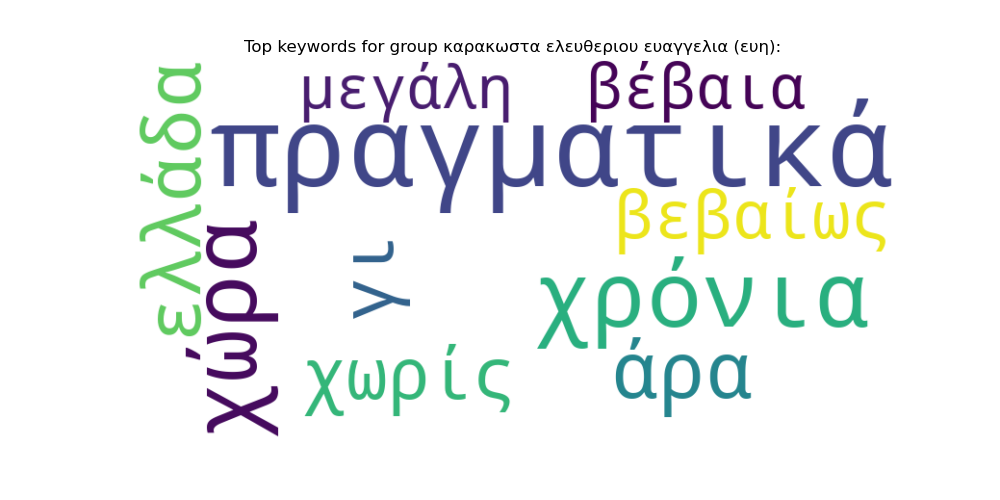 Top keywords for group καρακωστα ελευθεριου ευαγγελια (ευη):
μεγάλη
βέβαια
ελλάδα
πραγματικά
βεβαίως
χώρα
γι
χρόνια
χωρίς
άρα